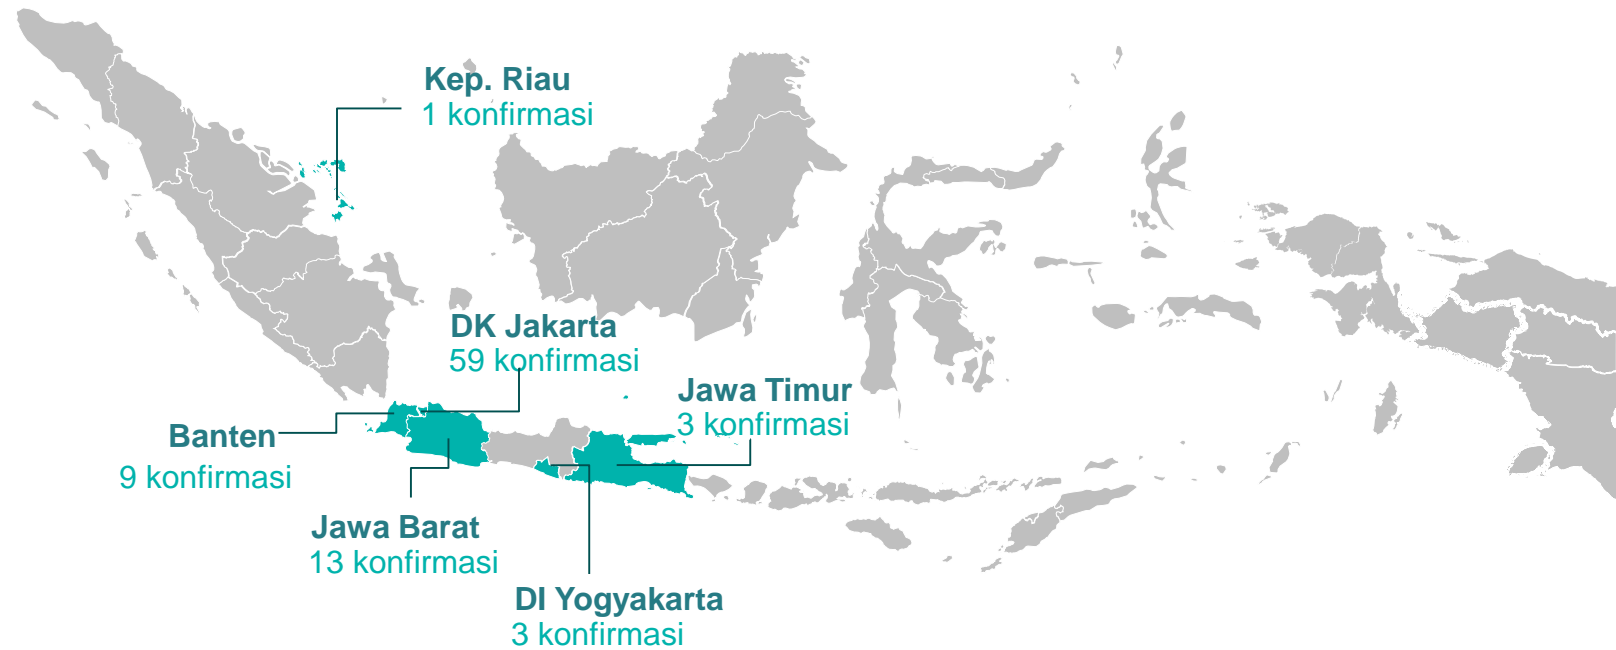 Kep. Riau
1 konfirmasi
DK Jakarta
59 konfirmasi
Jawa Timur
3 konfirmasi
Banten
9 konfirmasi
Jawa Barat
13 konfirmasi
DI Yogyakarta
3 konfirmasi